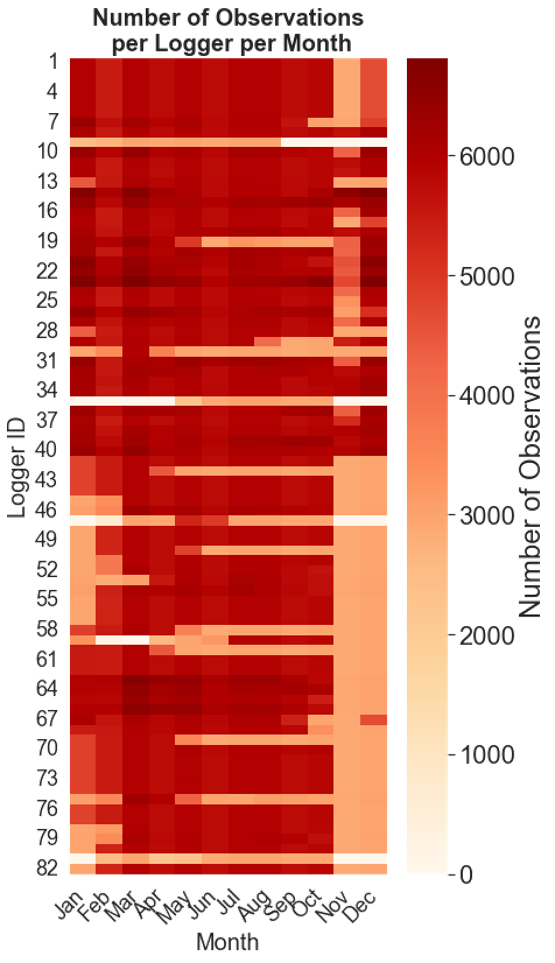 Number of Observations
per Logger per Month
Logger ID
1
4
7
10
13
16
19
22
25
28
31
34
37
40
43
46
49
52
55
58
61
64
67
70
73
76
79
82
Jan
Feb
Mar
Apr
May
Jun
Jul
Aug
Sep
Oct
Nov
Dec
Month
6000
5000
4000
3000
2000
1000
0
Number of Observations